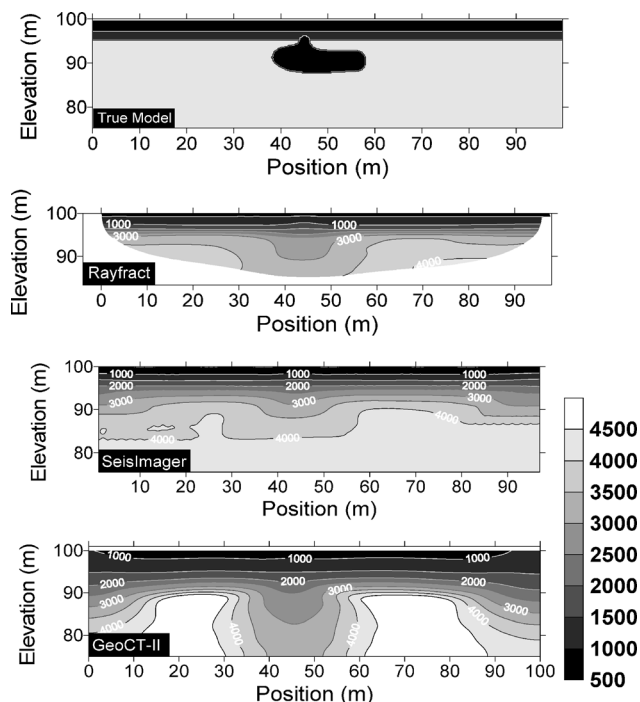 Elevation (m)
100
90
80
True Model
0 10 20 30 40 50 60 70 80 90
Position (m)
Elevation (m)
100
90
1000 1000
3000 3000
4000
Rayfract
0 10 20 30 40 50 60 70 80 90
Position (m)
Elevation (m)
100
90
80
1000 1000 1000
2000 2000 2000
3000 3000 3000
4000
4000 4000
SeisImager
10 20 30 40 50 60 70 80 90
Position (m)
Elevation (m)
100
90
80
1000 1000
2000 2000 2000
3000 3000 3000
4000 4000 4000 4000
GeoCT-II
0 10 20 30 40 50 60 70 80 90 100
Position (m)
4500
4000
3500
3000
2500
2000
1500
1000
500